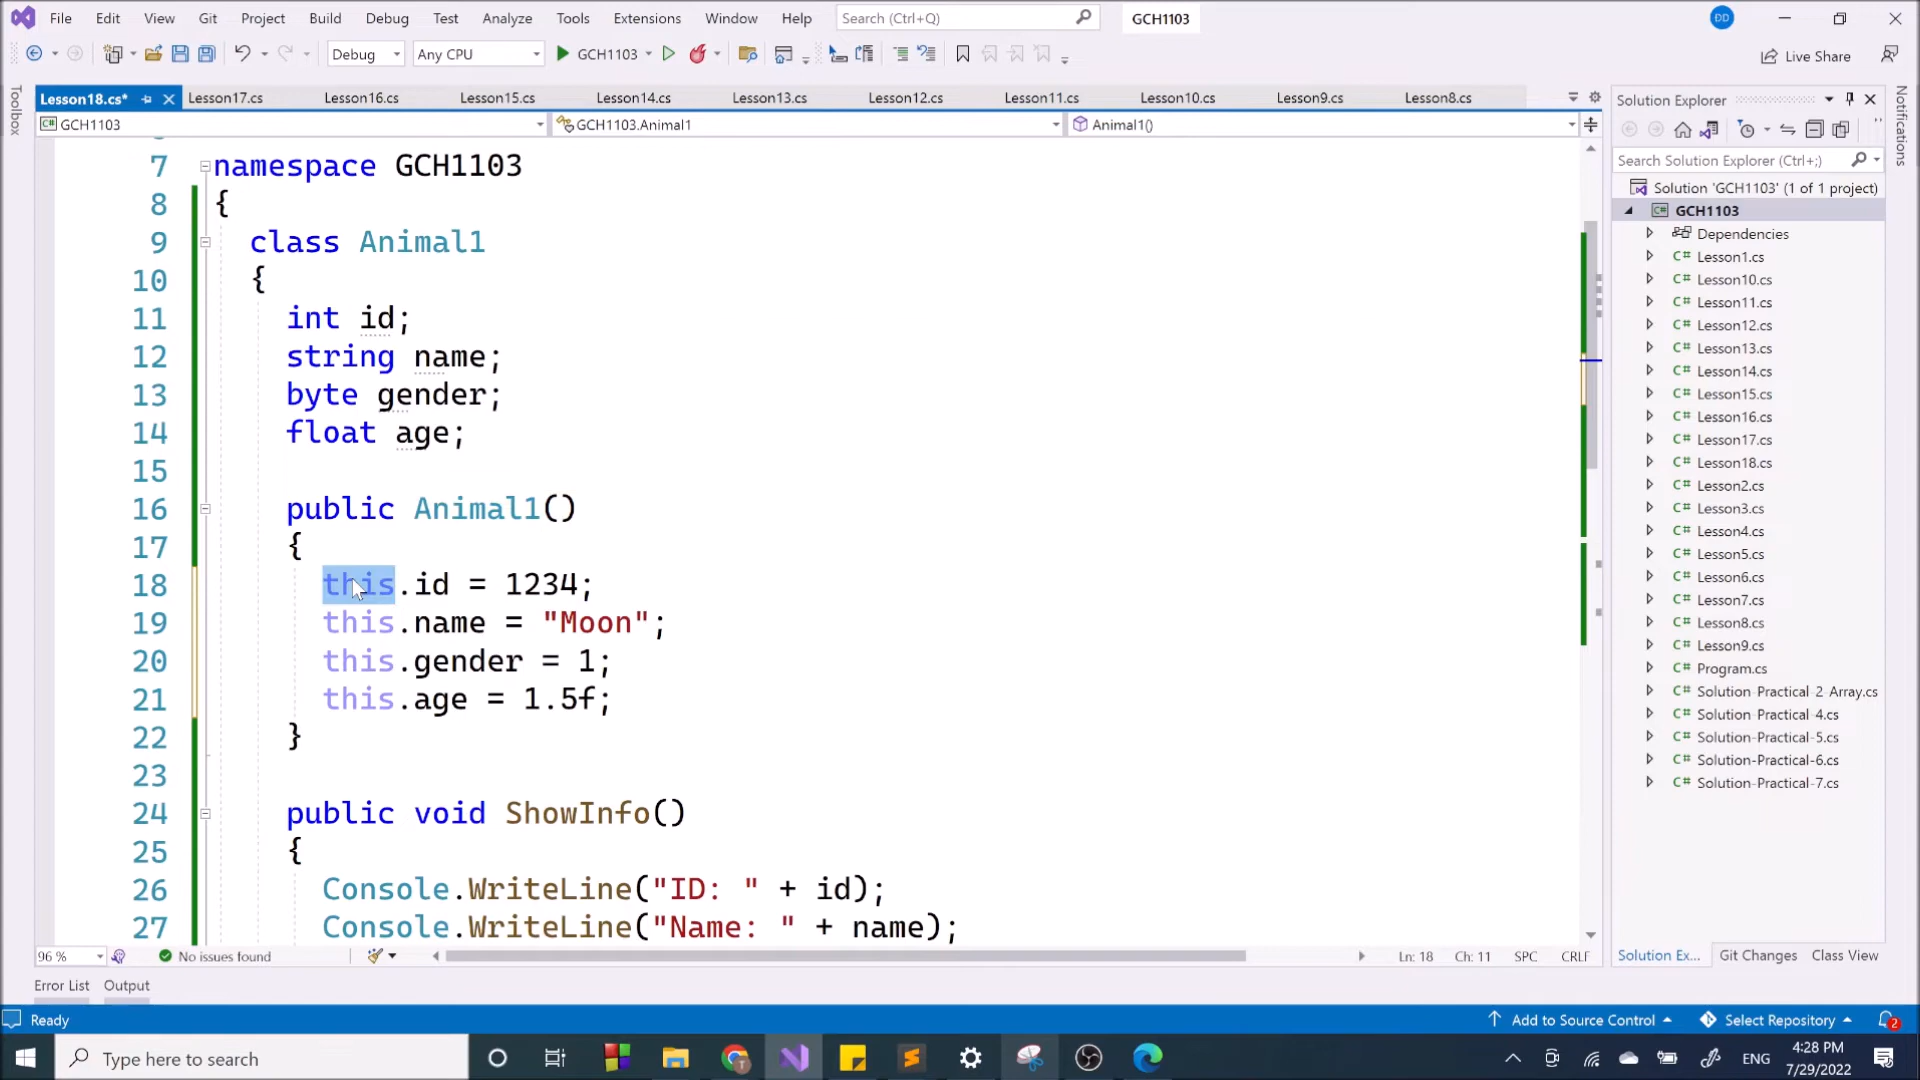 File Edit View Git Project Build Debug Test Analyze Tools Extensions Window Help Search (Ctrl+Q) GCH1103 DD
Debug Any CPU GCH1103 Live Share
Toolbox
Lesson18.cs* Lesson17.cs Lesson16.cs Lesson15.cs Lesson14.cs Lesson13.cs Lesson12.cs Lesson11.cs Lesson10.cs Lesson9.cs Lesson8.cs
GCH1103 GCH1103.Animal1 Animal1()
7 namespace GCH1103
8 {
9 class Animal1
10 {
11 int id;
12 string name;
13 byte gender;
14 float age;
15
16 public Animal1()
17 {
18 this.id = 1234;
19 this.name = "Moon";
20 this.gender = 1;
21 this.age = 1.5f;
22 }
23
24 public void ShowInfo()
25 {
26 Console.WriteLine("ID: " + id);
27 Console.WriteLine("Name: " + name);
96 % No issues found Ln: 18 Ch: 11 SPC CRLF
Error List Output
Solution Explorer
Search Solution Explorer (Ctrl+;)
Solution 'GCH1103' (1 of 1 project)
GCH1103
Dependencies
C# Lesson1.cs
C# Lesson10.cs
C# Lesson11.cs
C# Lesson12.cs
C# Lesson13.cs
C# Lesson14.cs
C# Lesson15.cs
C# Lesson16.cs
C# Lesson17.cs
C# Lesson18.cs
C# Lesson2.cs
C# Lesson3.cs
C# Lesson4.cs
C# Lesson5.cs
C# Lesson6.cs
C# Lesson7.cs
C# Lesson8.cs
C# Lesson9.cs
C# Program.cs
C# Solution-Practical-2 Array.cs
C# Solution-Practical-4.cs
C# Solution-Practical-5.cs
C# Solution-Practical-6.cs
C# Solution-Practical-7.cs
Solution Ex... Git Changes Class View
Notifications
Ready Add to Source Control Select Repository 2
Type here to search ENG 4:28 PM
7/29/2022